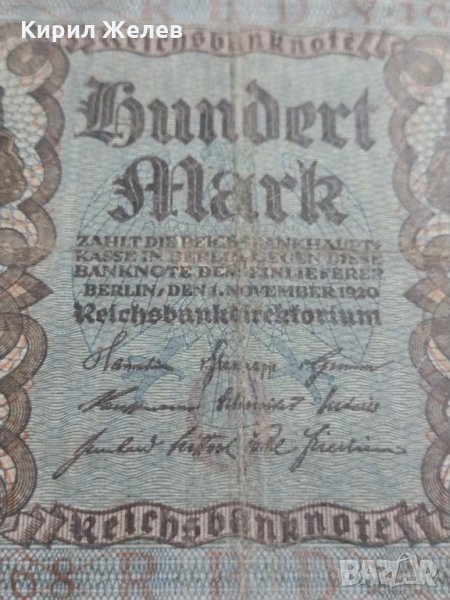 Кирил Желев
Reichsbanknote
Hundert
Mark
ZAHLT DIE REICHSBANKHAUPT-
KASSE IN BERLIN GEGEN DIESE
BANKNOTE DEM EINLIEFERER
BERLIN, DEN 1. NOVEMBER 1920
Reichsbankdirektorium
Reichsbanknote
bazar